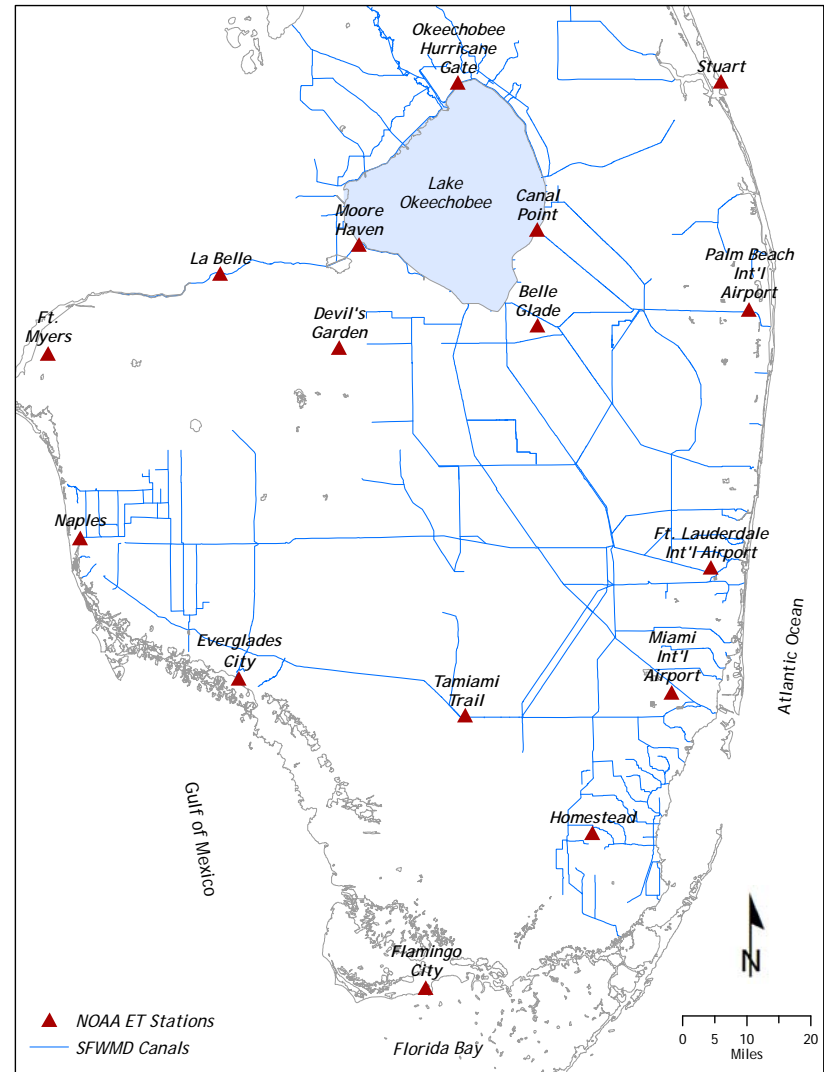 Okeechobee
Hurricane
Gate
Stuart
Lake
Okeechobee
Canal
Point
Moore
Haven
La Belle
Palm Beach
Int'l
Airport
Belle
Glade
Devil's
Garden
Ft.
Myers
Naples
Ft. Lauderdale
Int'l Airport
Everglades
City
Miami
Int'l
Airport
Atlantic Ocean
Tamiami
Trail
Gulf of Mexico
Homestead
Flamingo
City
N
NOAA ET Stations
SFWMD Canals
Florida Bay
0 5 10 20
Miles